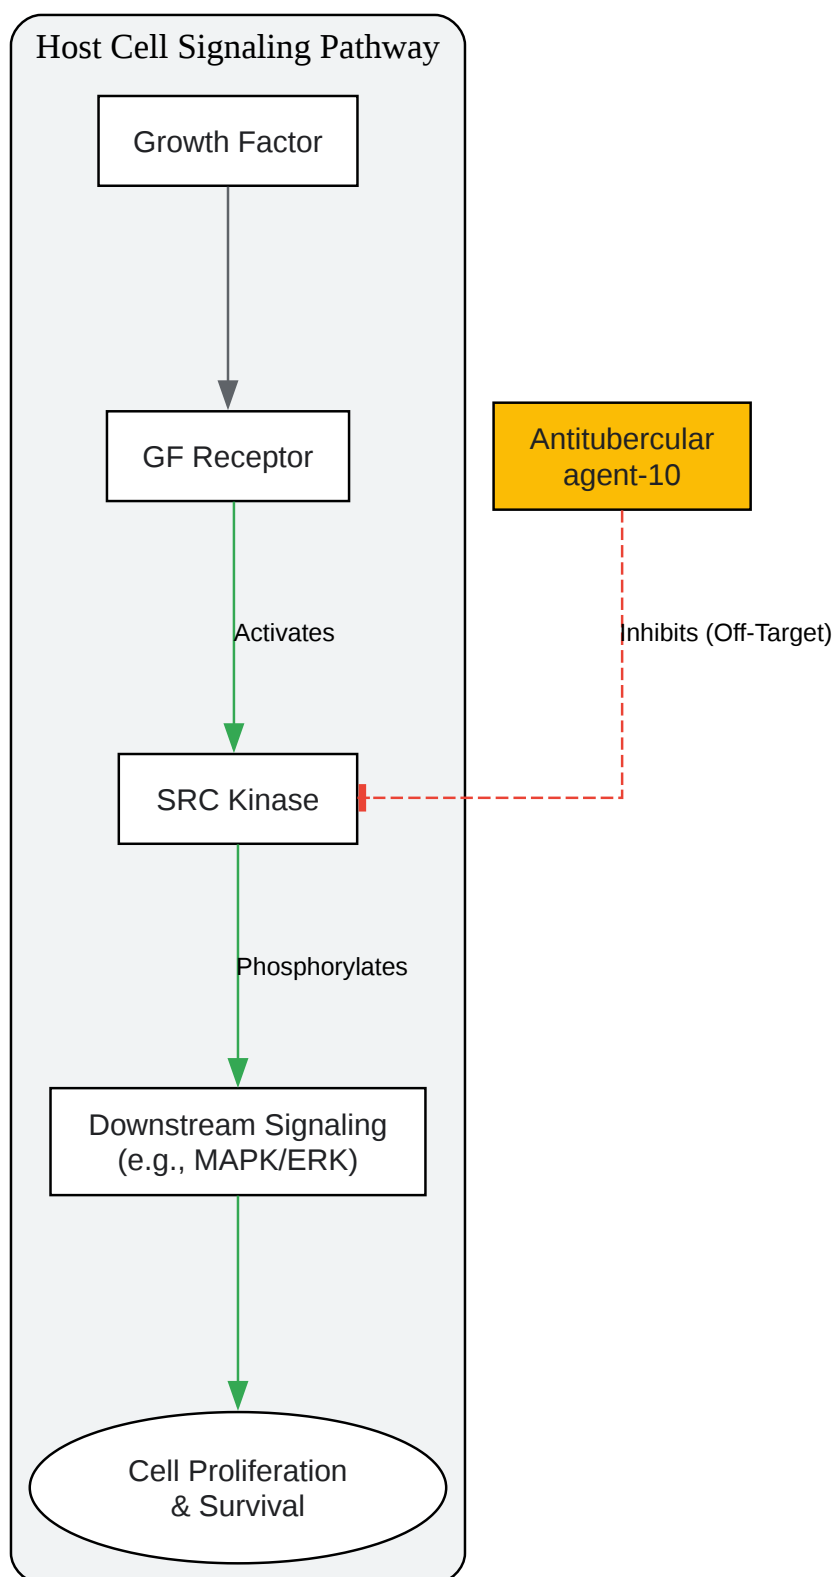 Host Cell Signaling Pathway
Growth Factor
GF Receptor
Antitubercular
agent-10
Activates
Inhibits (Off-Target)
SRC Kinase
Phosphorylates
Downstream Signaling
(e.g., MAPK/ERK)
Cell Proliferation
& Survival